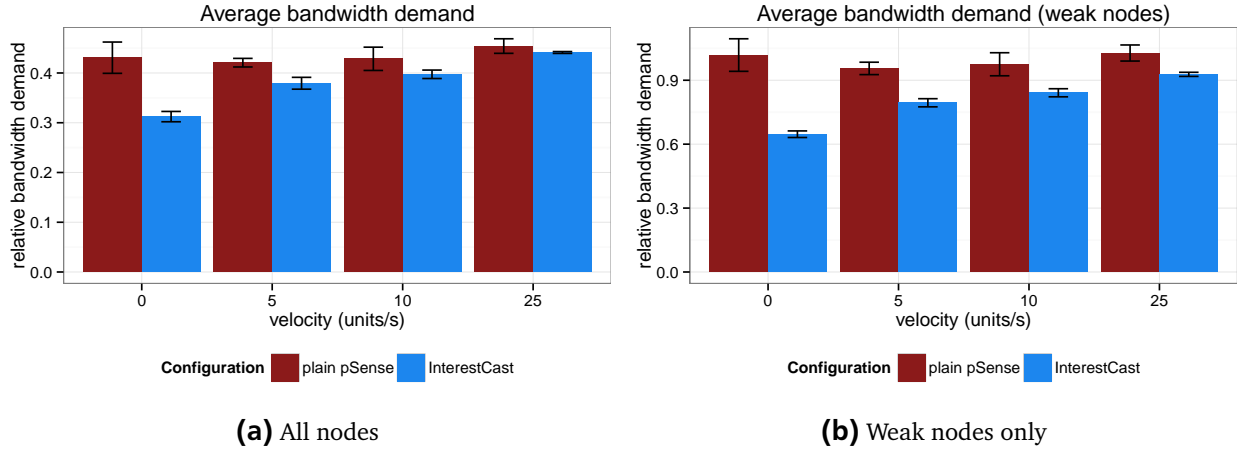 Average bandwidth demand
relative bandwidth demand
0.4
0.3
0.2
0.1
0.0
0 5 10 25
velocity (units/s)
Configuration plain pSense InterestCast
(a) All nodes
Average bandwidth demand (weak nodes)
relative bandwidth demand
0.9
0.6
0.3
0.0
0 5 10 25
velocity (units/s)
Configuration plain pSense InterestCast
(b) Weak nodes only